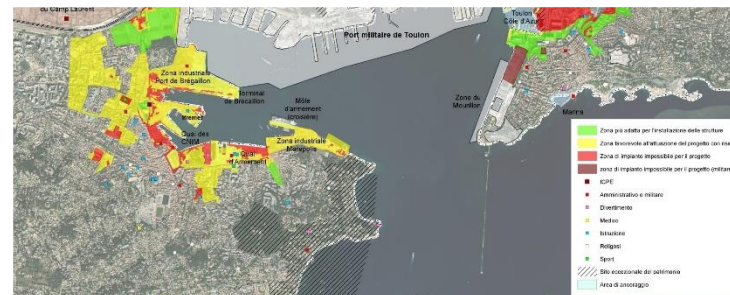 du Camp Laurent
Port militaire de Toulon
Toulon
Côte d'Azur
Zona industriale
Port de Brégaillon
Terminal
de Brégaillon
Môle
d'armement
(croisière)
Zone du
Mourillon
Marina
Quai des
CNIM
Zona industriale
Mérépolis
Quai
d'Armement
Zona più adatta per l'installazione delle strutture
Zona favorevole all'attuazione del progetto con
Zona di impianto impossibile per il progetto
zona di impianto impossibile per il progetto (militare
ICPE
Amministrativo e militare
Divertimento
Medico
Istruzione
Religiosi
Sport
Sito eccezionale del patrimonio
Area di ancoraggio